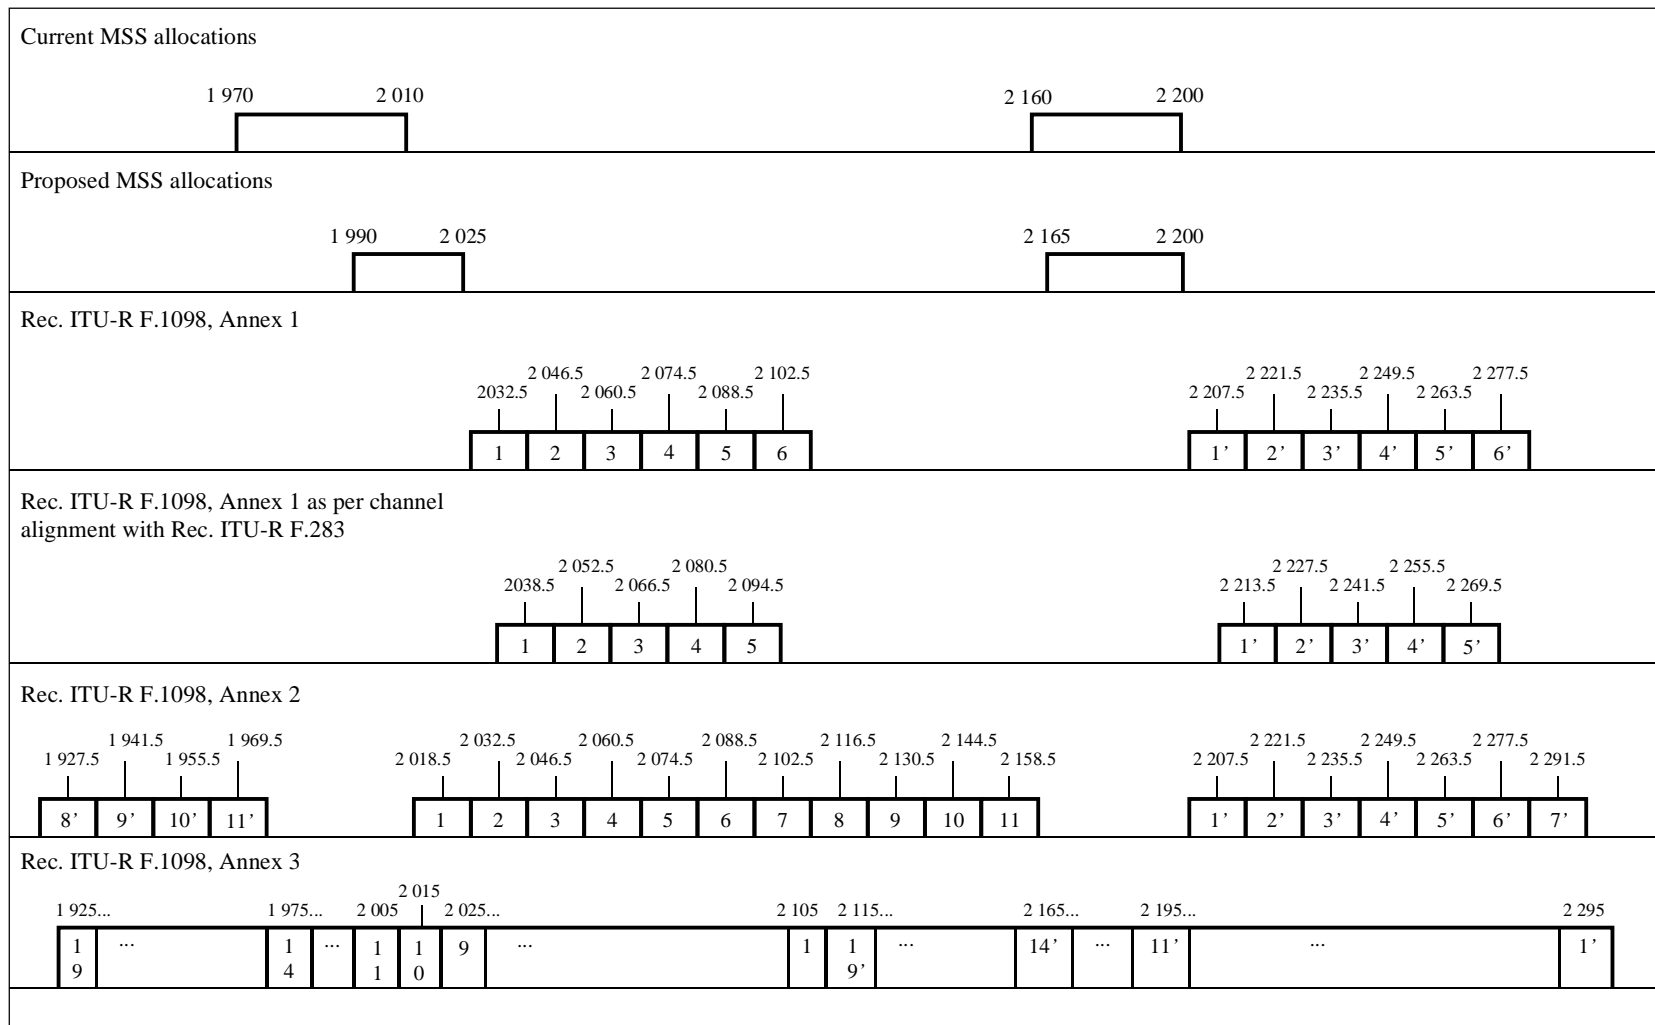 Current MSS allocations
1 970 2 010 2 160 2 200
Proposed MSS allocations
1 990 2 025 2 165 2 200
Rec. ITU-R F.1098, Annex 1
2 046.5 2 074.5 2 102.5 2 221.5 2 249.5 2 277.5
2032.5 2 060.5 2 088.5 2 207.5 2 235.5 2 263.5
1 2 3 4 5 6 1’ 2’ 3’ 4’ 5’ 6’
Rec. ITU-R F.1098, Annex 1 as per channel
alignment with Rec. ITU-R F.283
2 052.5 2 080.5 2 227.5 2 255.5
2038.5 2 066.5 2 094.5 2 213.5 2 241.5 2 269.5
1 2 3 4 5 1’ 2’ 3’ 4’ 5’
Rec. ITU-R F.1098, Annex 2
1 941.5 1 969.5 2 032.5 2 060.5 2 088.5 2 116.5 2 144.5 2 221.5 2 249.5 2 277.5
1 927.5 1 955.5 2 018.5 2 046.5 2 074.5 2 102.5 2 130.5 2 158.5 2 207.5 2 235.5 2 263.5 2 291.5
8’ 9’ 10’ 11’ 1 2 3 4 5 6 7 8 9 10 11 1’ 2’ 3’ 4’ 5’ 6’ 7’
Rec. ITU-R F.1098, Annex 3
2 015
1 925... 1 975... 2 005 2 025... 2 105 2 115... 2 165... 2 195... 2 295
1 ... 1 ... 1 1 9 ... 1 1 ... 14’ ... 11’ ... 1’
9 4 1 0 9’